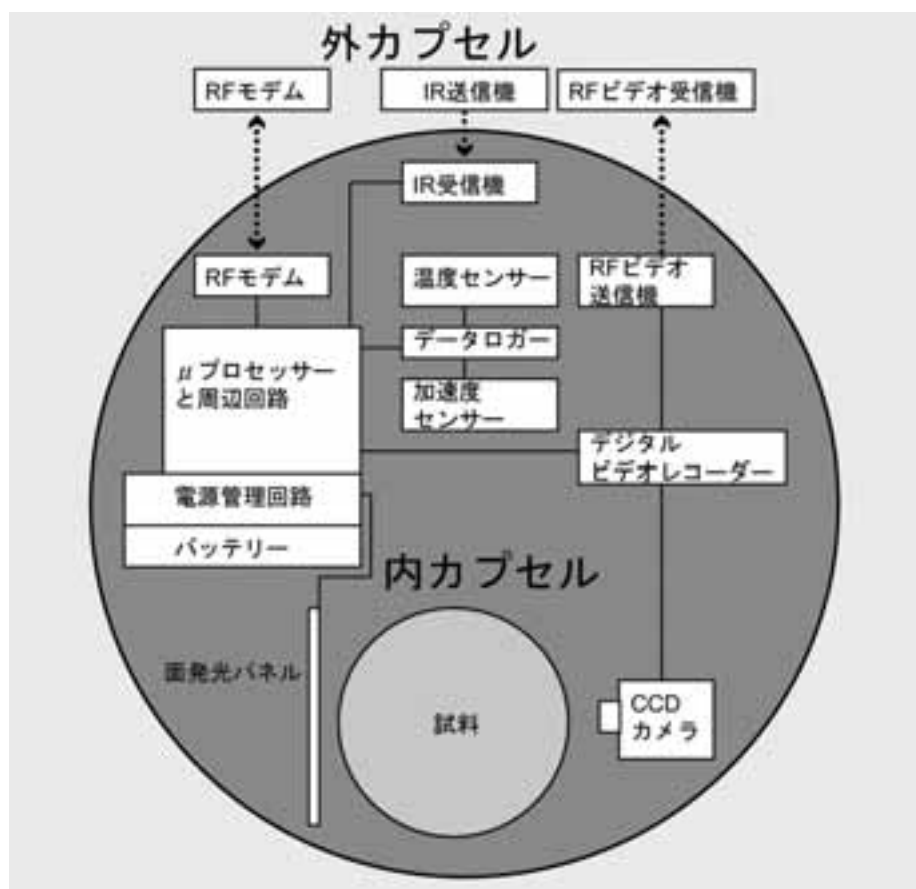 外カプセル
RFモデム
IR送信機
RFビデオ受信機
IR受信機
RFモデム
温度センサー
RFビデオ
送信機
データロガー
μプロセッサー
と周辺回路
加速度
センサー
デジタル
ビデオレコーダー
電源管理回路
バッテリー
内カプセル
面発光パネル
試料
CCD
カメラ